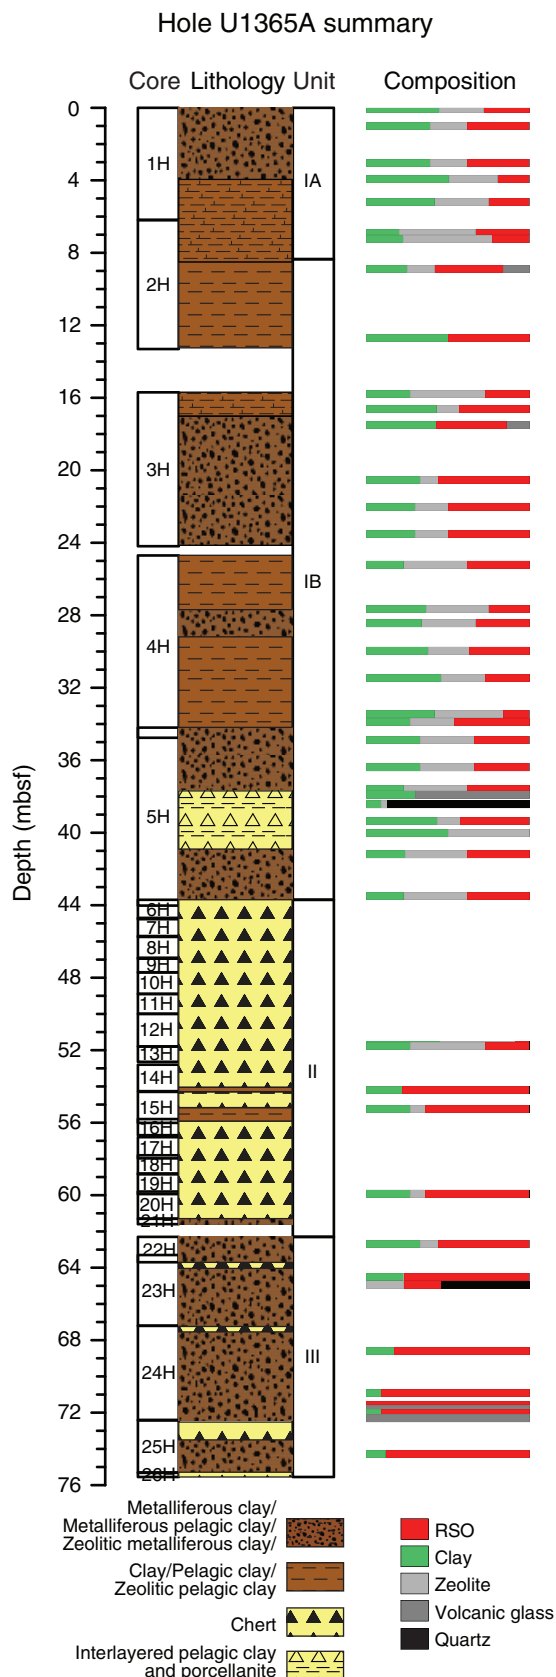 Hole U1365A summary
Core Lithology Unit Composition
0
4
8
12
16
20
24
28
32
36
40
44
48
52
56
60
64
68
72
76
Depth (mbsf)
1H
2H
3H
4H
5H
6H
7H
8H
9H
10H
11H
12H
13H
14H
15H
16H
17H
18H
19H
20H
21H
22H
23H
24H
25H
26H
IA
IB
II
III
Metalliferous clay/
Metalliferous pelagic clay/
Zeolitic metalliferous clay/
Clay/Pelagic clay/
Zeolitic pelagic clay
Chert
Interlayered pelagic clay
and porcellanite
RSO
Clay
Zeolite
Volcanic glass
Quartz